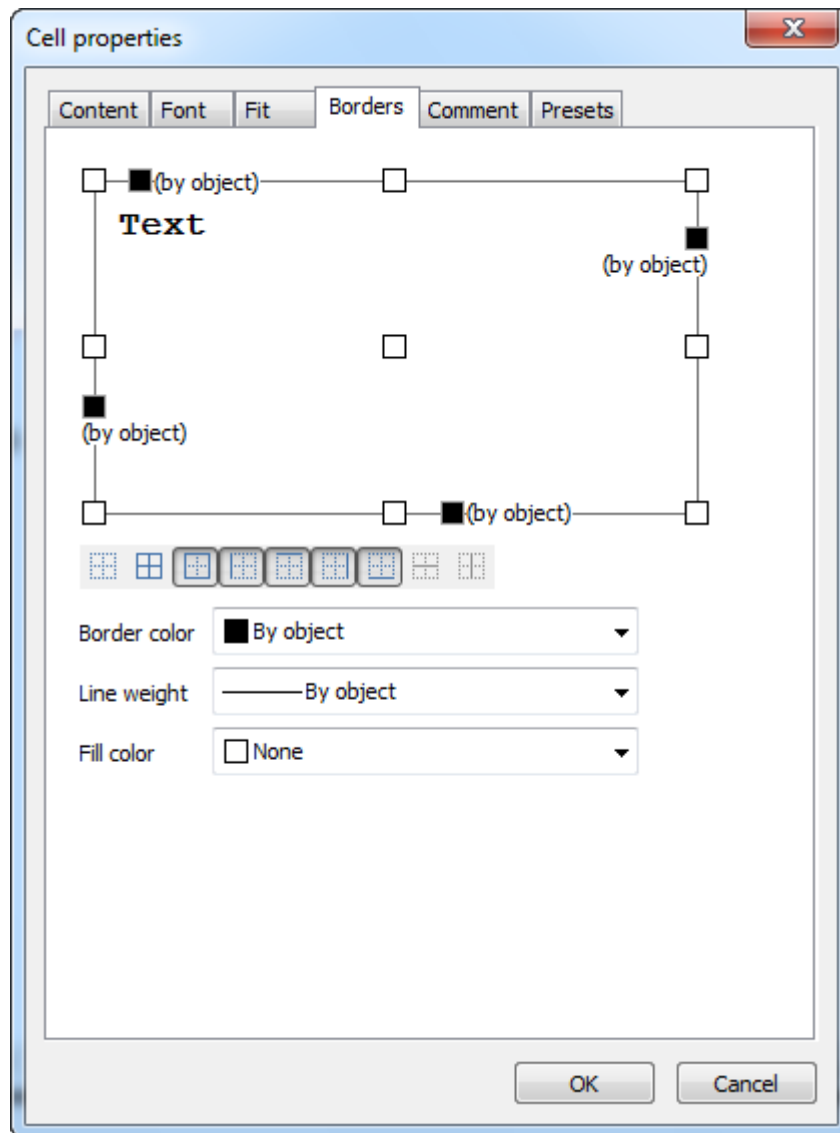 Cell properties
Content Font Fit Borders Comment Presets
(by object)
Text
(by object)
(by object)
(by object)
Border color By object
Line weight By object
Fill color None
OK Cancel